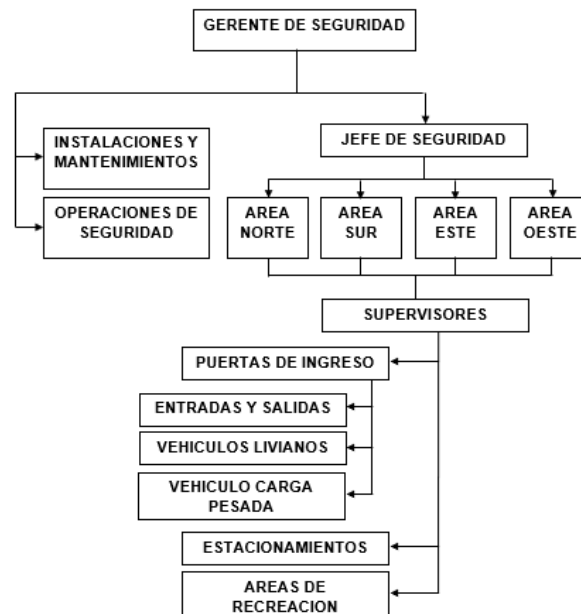 GERENTE DE SEGURIDAD
INSTALACIONES Y
MANTENIMIENTOS
JEFE DE SEGURIDAD
OPERACIONES DE
SEGURIDAD
AREA
NORTE
AREA
SUR
AREA
ESTE
AREA
OESTE
SUPERVISORES
PUERTAS DE INGRESO
ENTRADAS Y SALIDAS
VEHICULOS LIVIANOS
VEHICULO CARGA
PESADA
ESTACIONAMIENTOS
AREAS DE
RECREACION